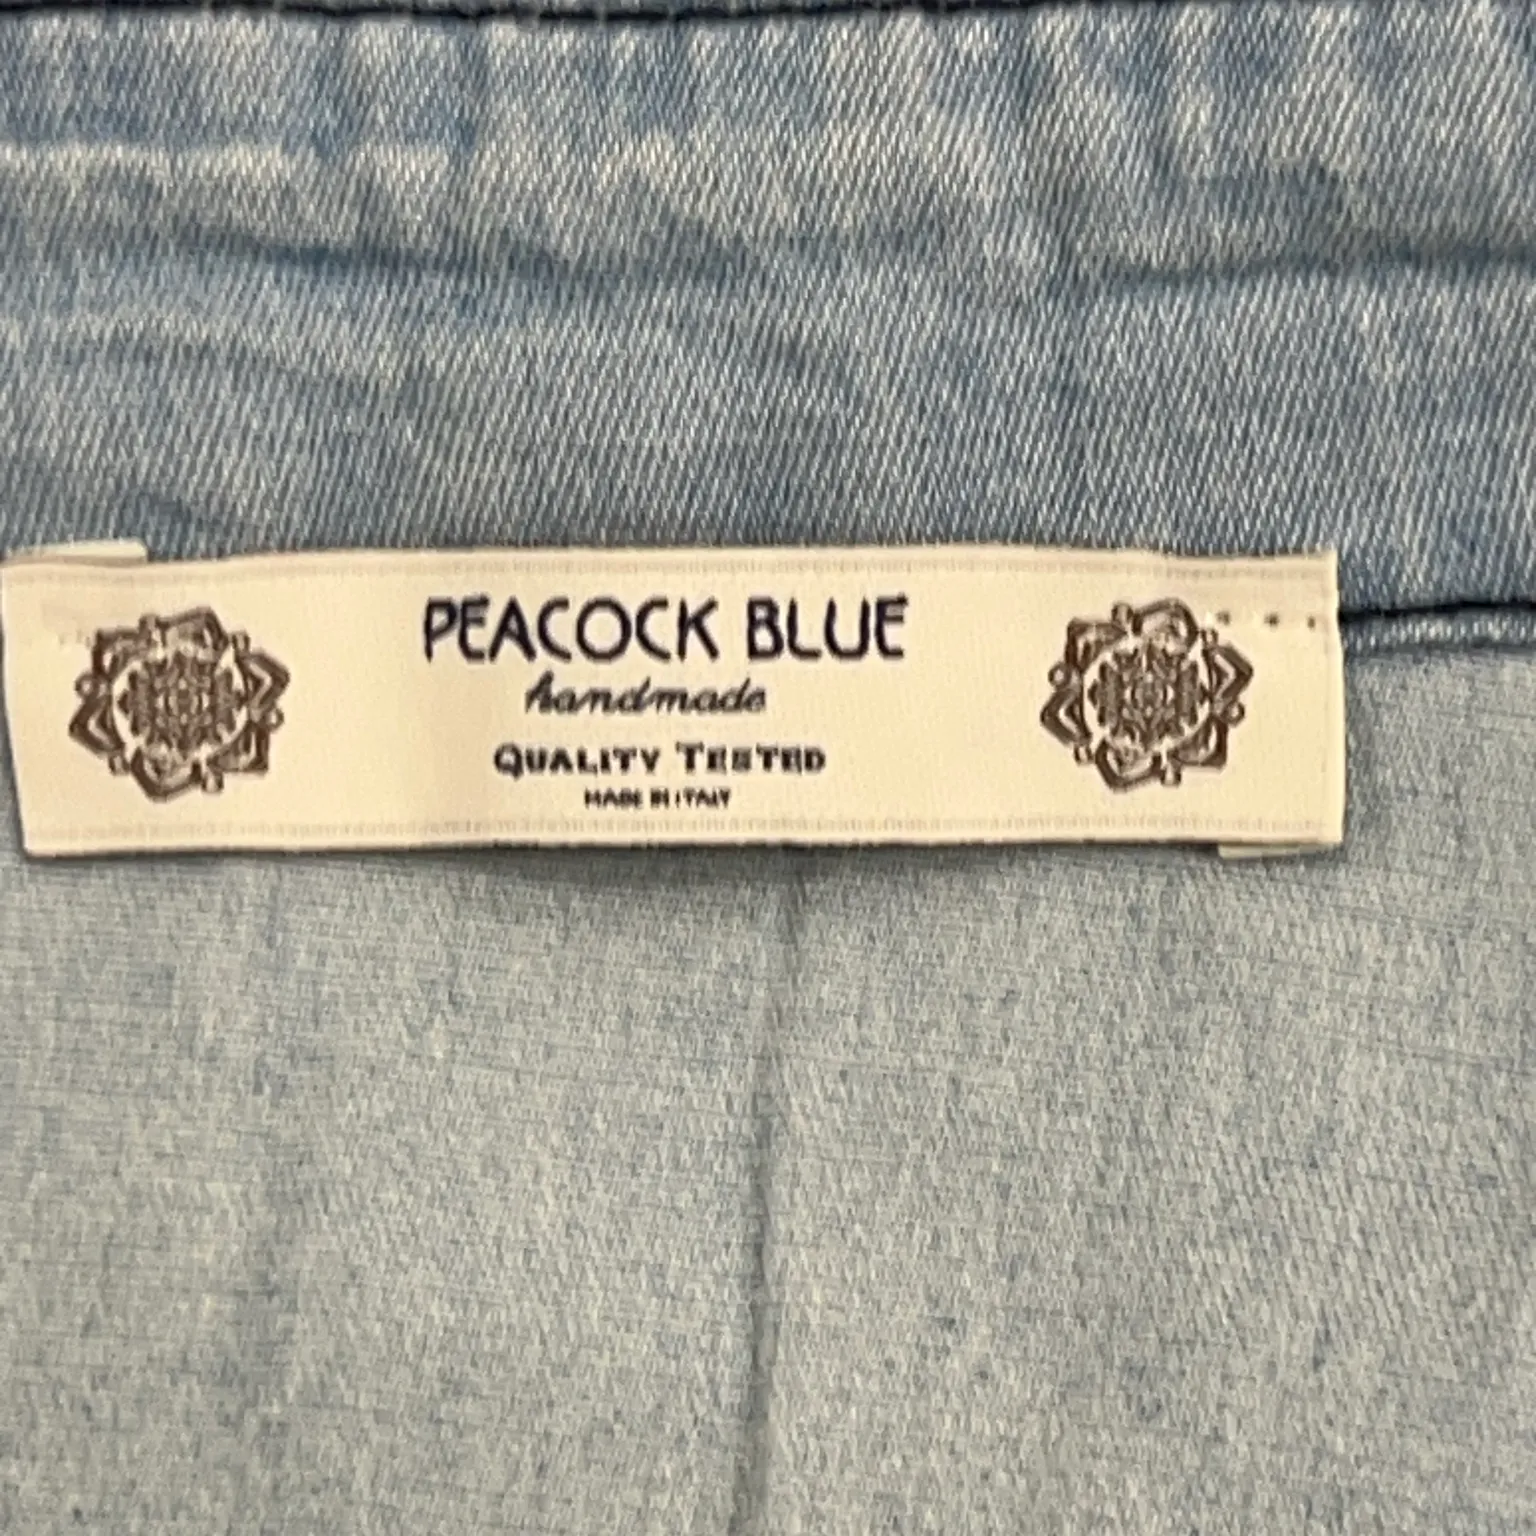 PEACOCK BLUE
handmade
QUALITY TESTED
MADE IN ITALY